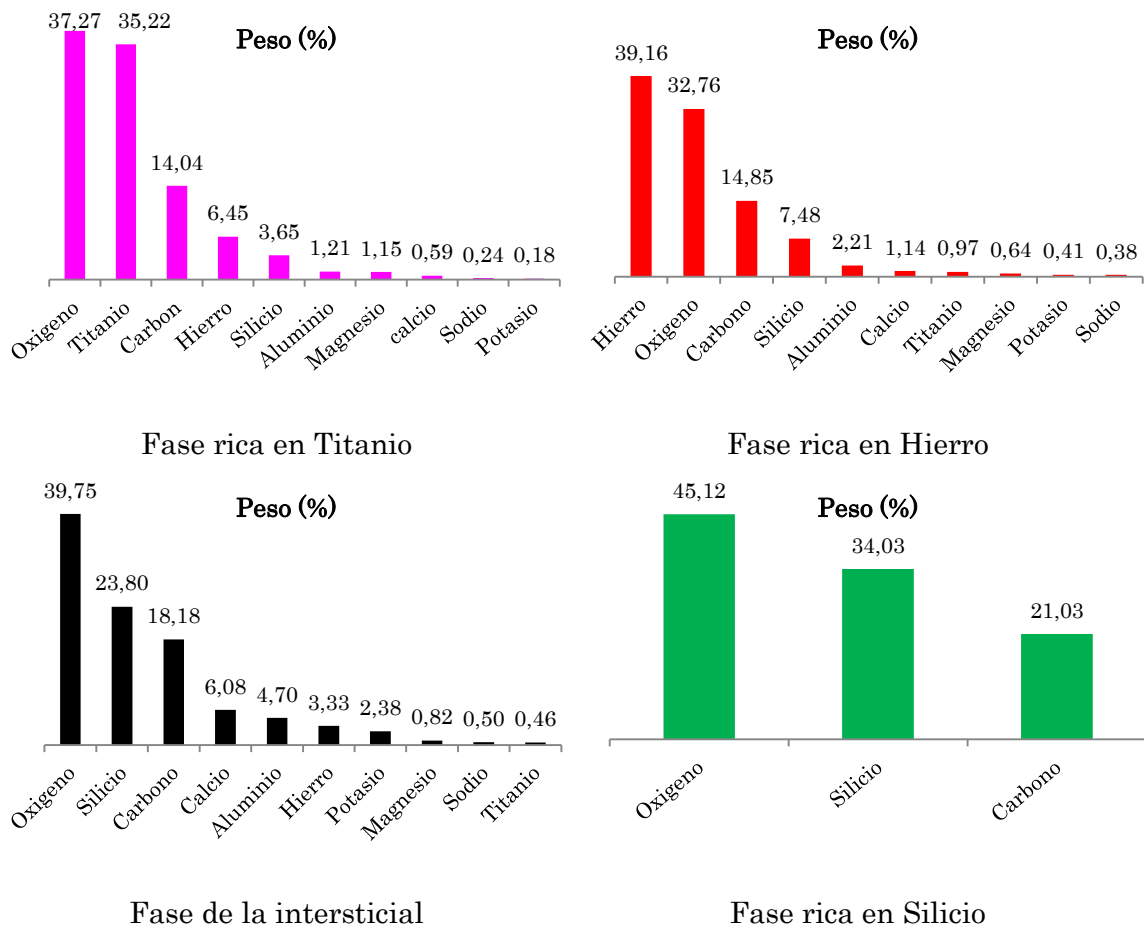 Peso (%)
37,27 35,22 14,04 6,45 3,65 1,21 1,15 0,59 0,24 0,18
Oxigeno Titanio Carbon Hierro Silicio Aluminio Magnesio calcio Sodio Potasio
Fase rica en Titanio
Peso (%)
39,16 32,76 14,85 7,48 2,21 1,14 0,97 0,64 0,41 0,38
Hierro Oxigeno Carbono Silicio Aluminio Calcio Titanio Magnesio Potasio Sodio
Fase rica en Hierro
Peso (%)
39,75 23,80 18,18 6,08 4,70 3,33 2,38 0,82 0,50 0,46
Oxigeno Silicio Carbono Calcio Aluminio Hierro Potasio Magnesio Sodio Titanio
Fase de la intersticial
Peso (%)
45,12 34,03 21,03
Oxigeno Silicio Carbono
Fase rica en Silicio